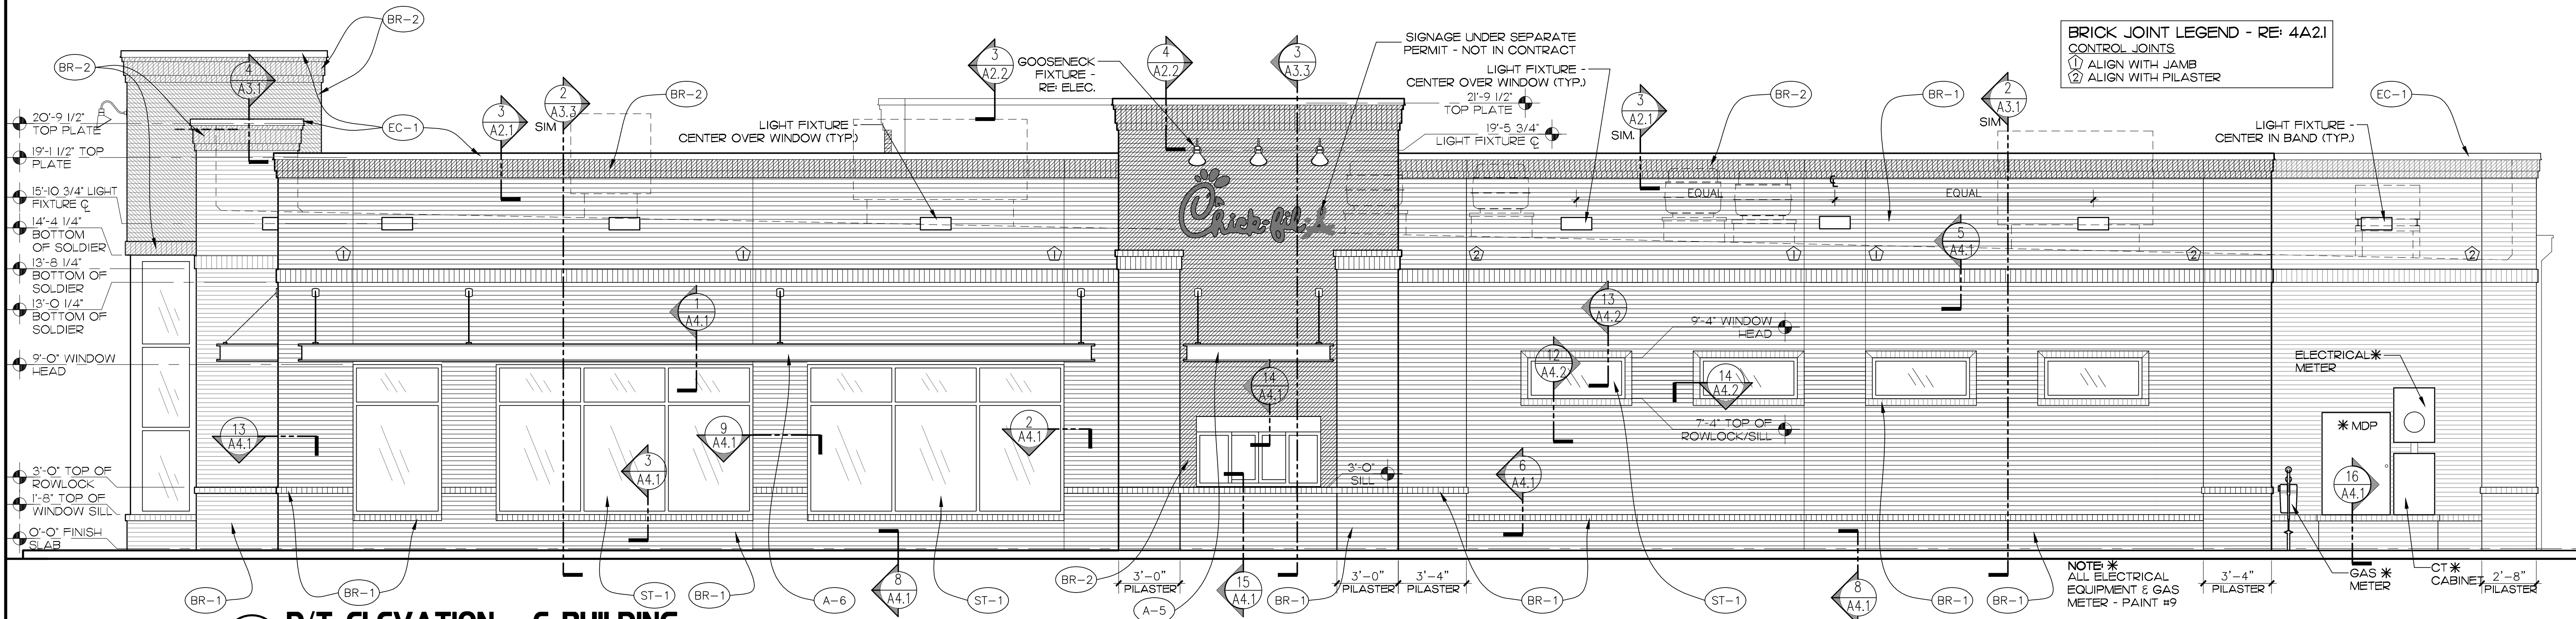 BR-2
BR-2
EC-1
4
A3.1
20'-9 1/2"
TOP PLATE
19'-1 1/2" TOP
PLATE
15'-10 3/4" LIGHT
FIXTURE ℄
14'-4 1/4"
BOTTOM
OF SOLDIER
13'-8 1/4"
BOTTOM OF
SOLDIER
13'-0 1/4"
BOTTOM OF
SOLDIER
9'-0" WINDOW
HEAD
3'-0" TOP OF
ROWLOCK
1'-8" TOP OF
WINDOW SILL
0'-0" FINISH
SLAB
3
A2.1
2
A3.3
SIM
BR-2
LIGHT FIXTURE -
CENTER OVER WINDOW (TYP.)
3
A2.2
GOOSENECK
FIXTURE -
RE: ELEC.
4
A2.2
3
A3.3
SIGNAGE UNDER SEPARATE
PERMIT - NOT IN CONTRACT
LIGHT FIXTURE -
CENTER OVER WINDOW (TYP.)
21'-9 1/2"
TOP PLATE
19'-5 3/4"
LIGHT FIXTURE ℄
3
A2.1
SIM.
BR-2
BR-1
2
A3.1
SIM
BRICK JOINT LEGEND - RE: 4A2.1
CONTROL JOINTS
1 ALIGN WITH JAMB
2 ALIGN WITH PILASTER
EC-1
LIGHT FIXTURE -
CENTER IN BAND (TYP.)
EQUAL
℄
EQUAL
Chick-fil-A
1
1
1
2
1
1
2
2
5
A4.1
1
A4.1
13
A4.2
9'-4" WINDOW
HEAD
12
A4.2
14
A4.2
14
A4.1
7'-4" TOP OF
ROWLOCK/SILL
ELECTRICAL*
METER
* MDP
13
A4.1
9
A4.1
2
A4.1
3
A4.1
3'-0"
SILL
6
A4.1
16
A4.1
BR-1
BR-1
ST-1
BR-1
A-6
8
A4.1
ST-1
BR-2
3'-0"
PILASTER
A-5
15
A4.1
BR-1
3'-0"
PILASTER
3'-4"
PILASTER
BR-1
ST-1
8
A4.1
BR-1
BR-1
NOTE: *
ALL ELECTRICAL
EQUIPMENT & GAS
METER - PAINT #9
3'-4"
PILASTER
GAS *
METER
CT *
CABINET
2'-8"
PILASTER
D/T ELEVATION
BUILDING